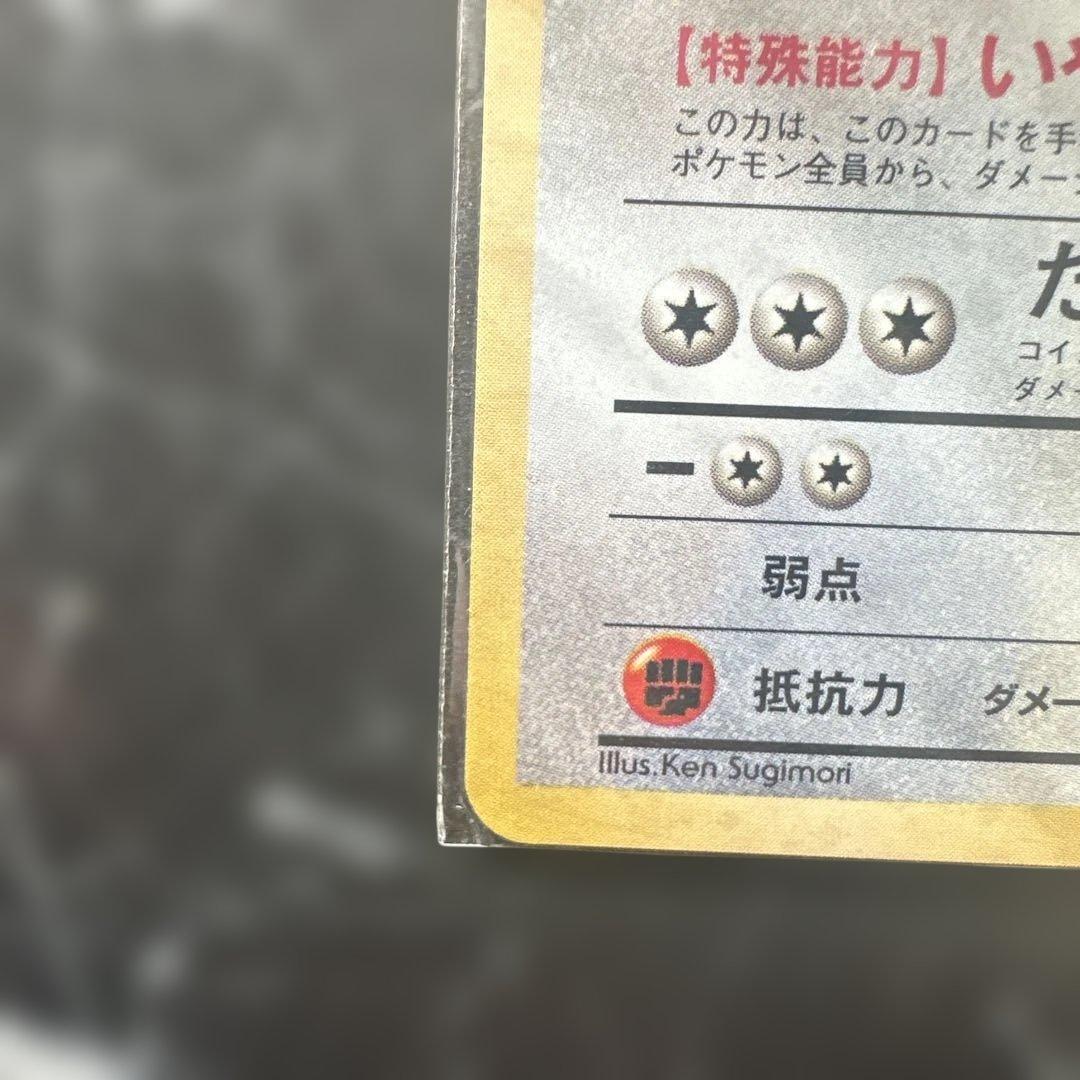 【特殊能力】いや
この力は、このカードを手
ポケモン全員から、ダメー
た
コイ
ダメー
弱点
抵抗力 ダメー
Illus.Ken Sugimori